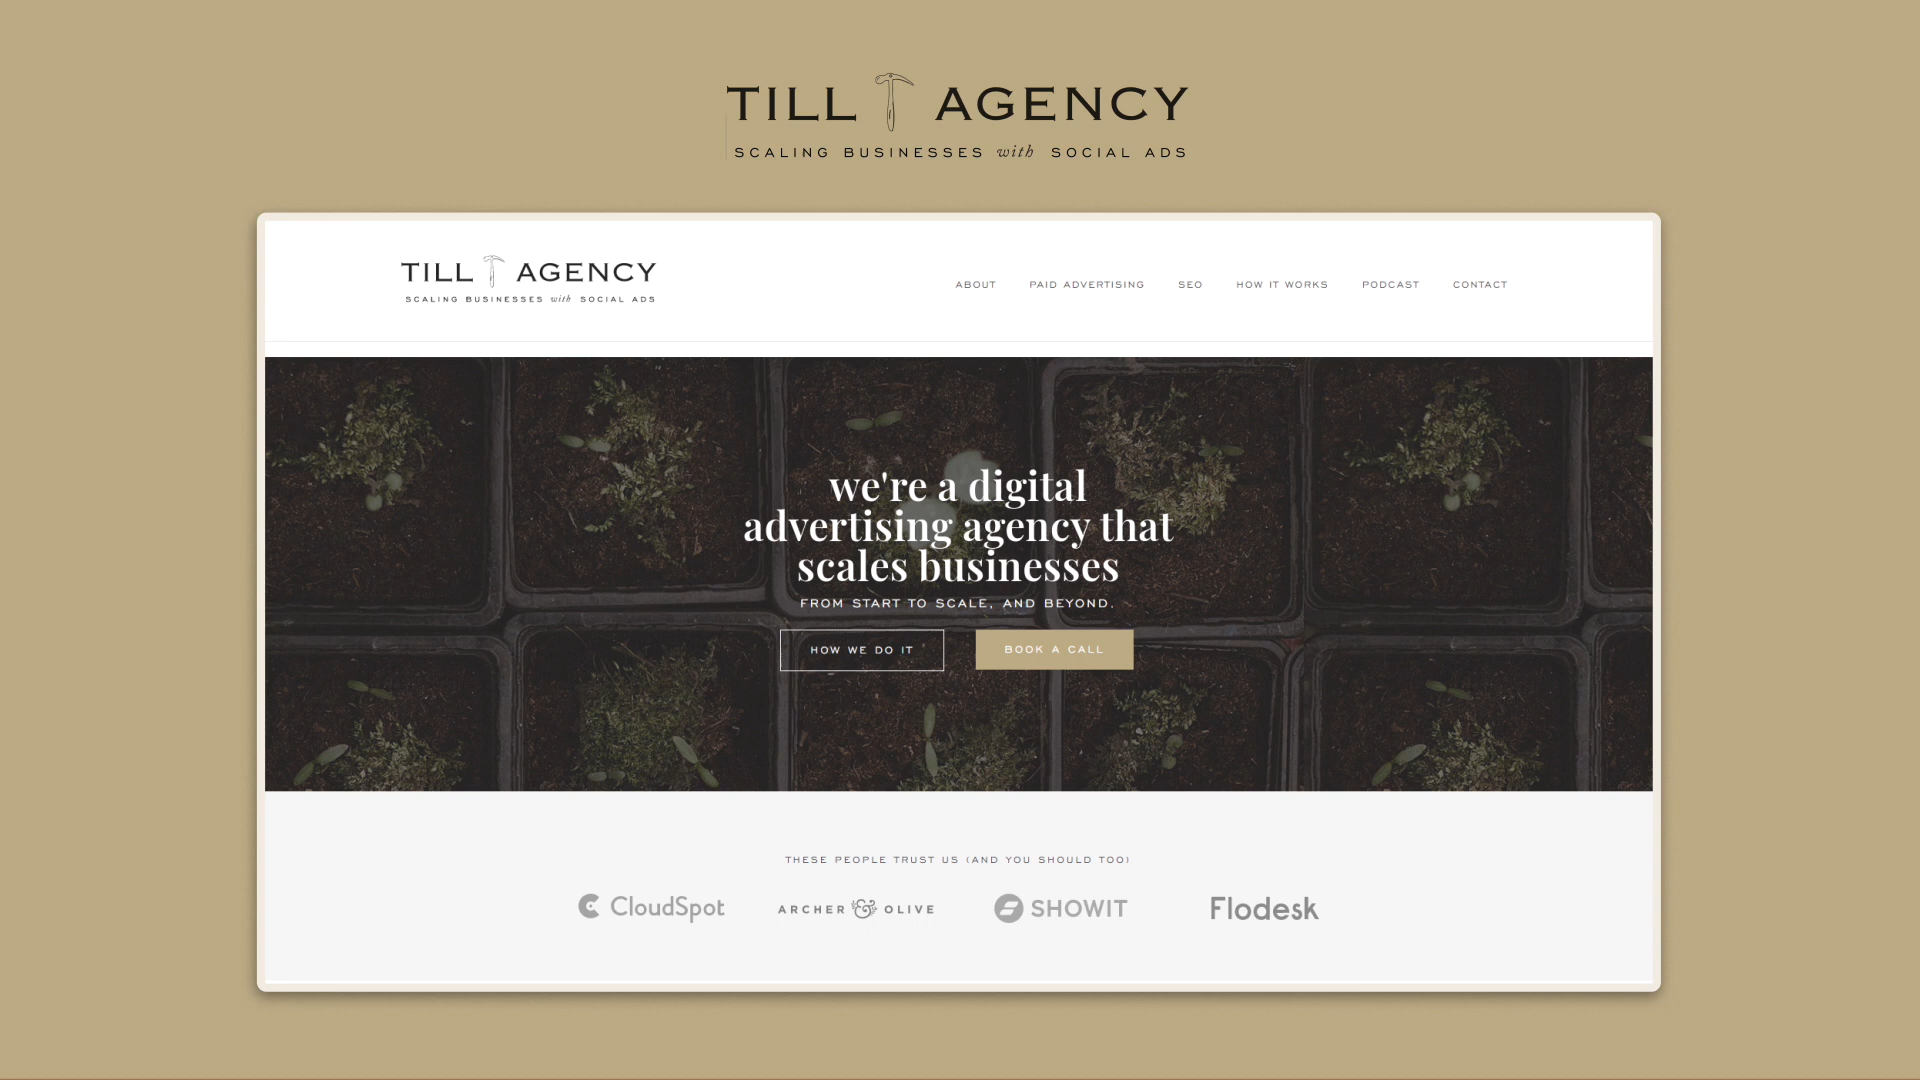 TILL AGENCY
SCALING BUSINESSES with SOCIAL ADS
TILL AGENCY
SCALING BUSINESSES with SOCIAL ADS
ABOUT PAID ADVERTISING SEO HOW IT WORKS PODCAST CONTACT
we're a digital
advertising agency that
scales businesses
FROM START TO SCALE, AND BEYOND.
HOW WE DO IT BOOK A CALL
THESE PEOPLE TRUST US (AND YOU SHOULD TOO)
CloudSpot ARCHER & OLIVE SHOWIT Flodesk